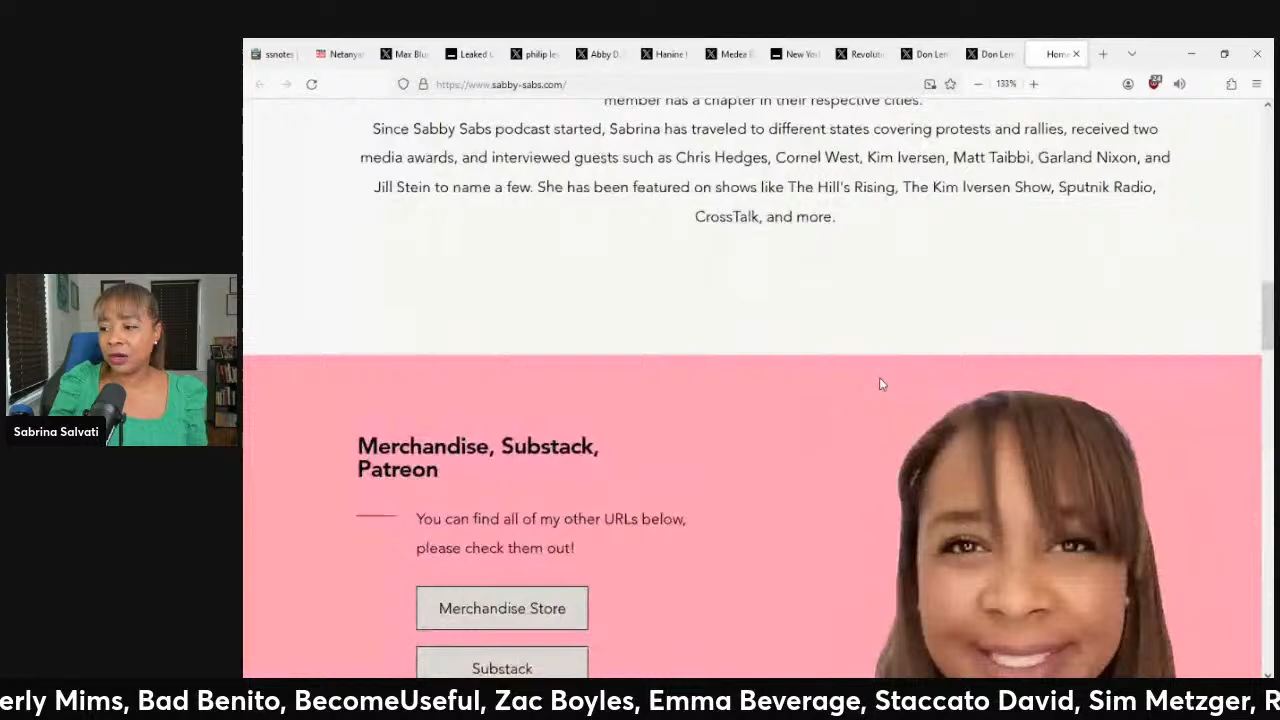 ssnotes
Netany
Max Blu
Leaked
philip le
Abby D.
Hanine
Medea
New Yo
Revolut
Don Len
Don Len
Hom
https://www.sabby-sabs.com/
133%
member has a chapter in their respective cities.
Since Sabby Sabs podcast started, Sabrina has traveled to different states covering protests and rallies, received two
media awards, and interviewed guests such as Chris Hedges, Cornel West, Kim Iversen, Matt Taibbi, Garland Nixon, and
Jill Stein to name a few. She has been featured on shows like The Hill's Rising, The Kim Iversen Show, Sputnik Radio,
CrossTalk, and more.
Sabrina Salvati
Merchandise, Substack,
Patreon
You can find all of my other URLs below,
please check them out!
Merchandise Store
Substack
erly Mims, Bad Benito, BecomeUseful, Zac Boyles, Emma Beverage, Staccato David, Sim Metzger, R